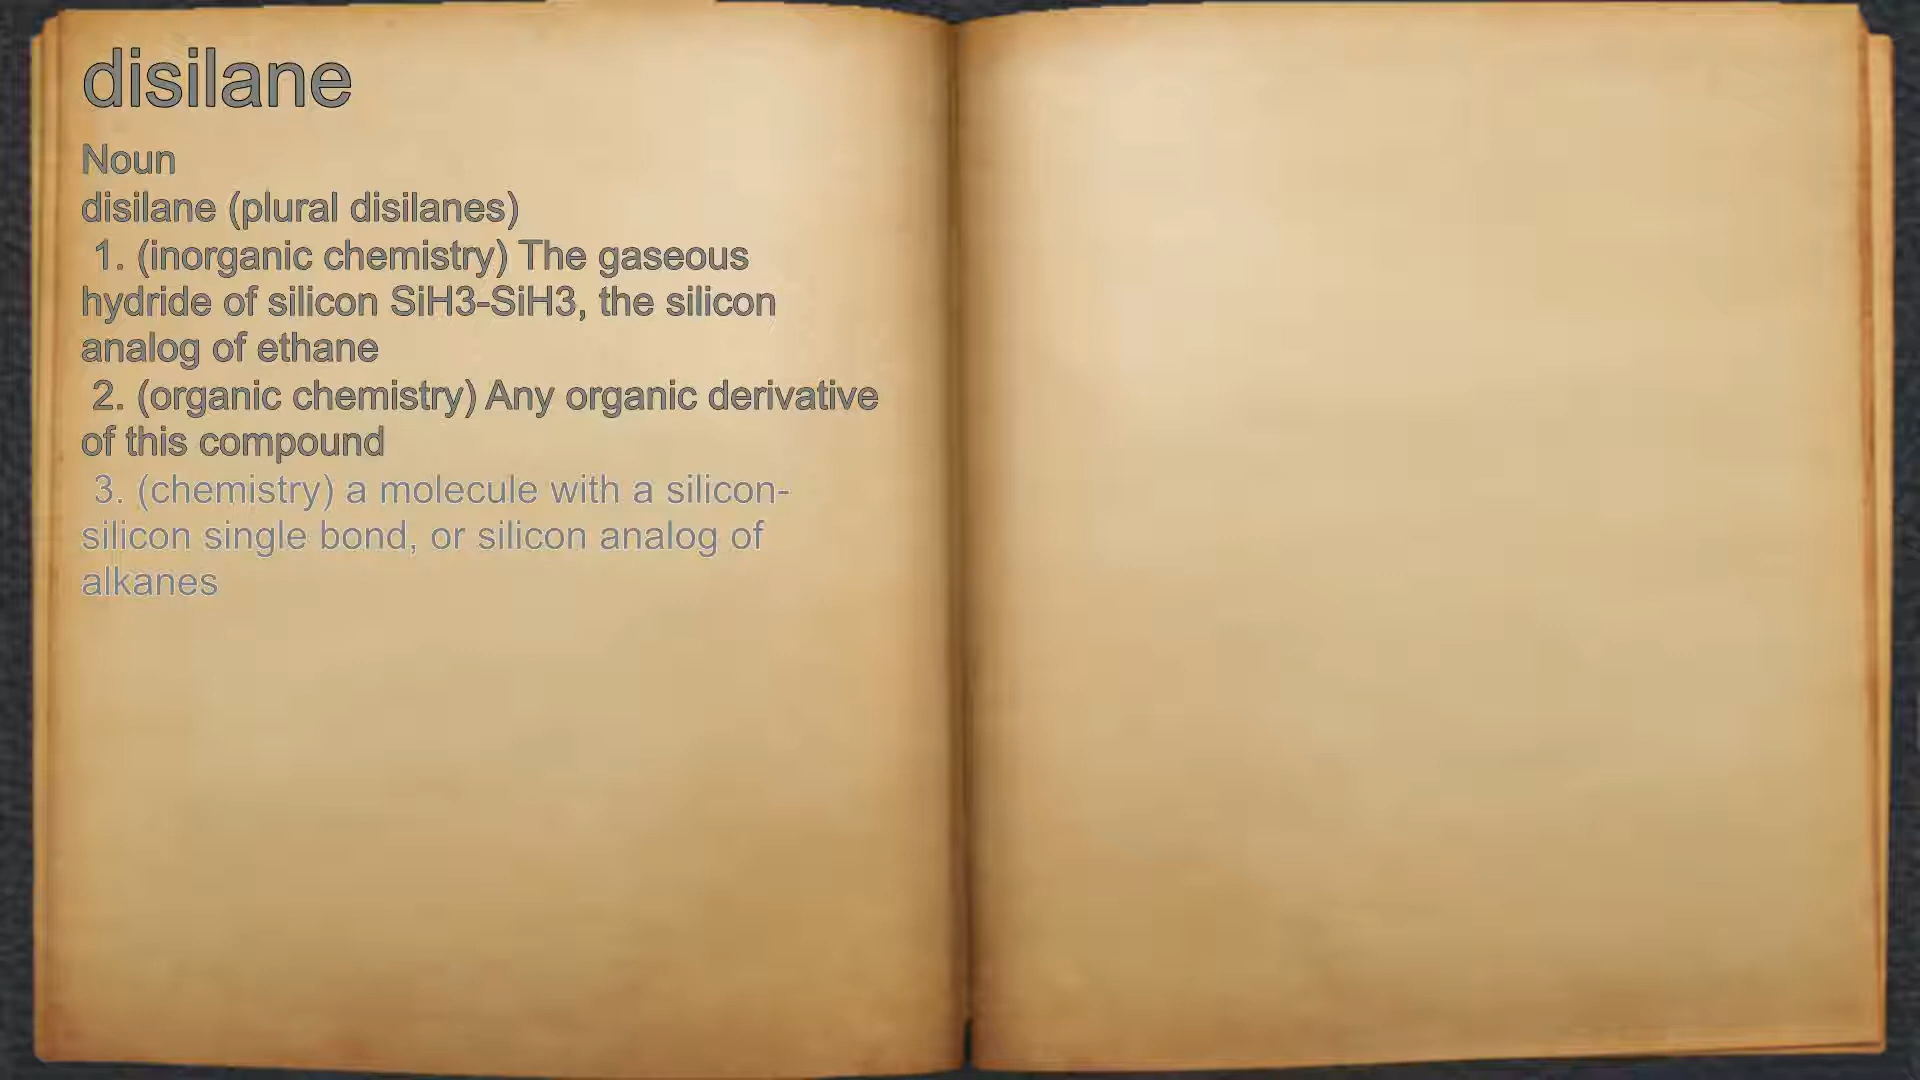 disilane
Noun
disilane (plural disilanes)
1. (inorganic chemistry) The gaseous
hydride of silicon SiH3-SiH3, the silicon
analog of ethane
2. (organic chemistry) Any organic derivative
of this compound
3. (chemistry) a molecule with a silicon-
silicon single bond, or silicon analog of
alkanes